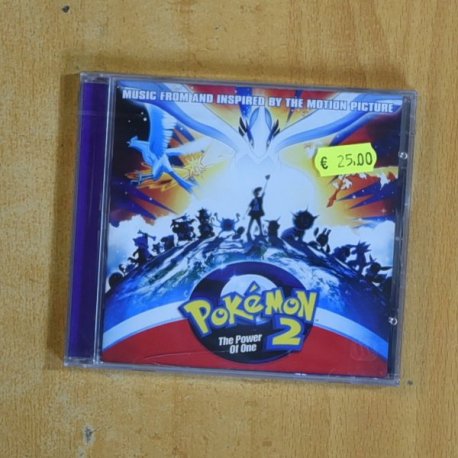 MUSIC FROM AND INSPIRED BY THE MOTION PICTURE
€ 25.00
POKéMON
2
The Power
Of One